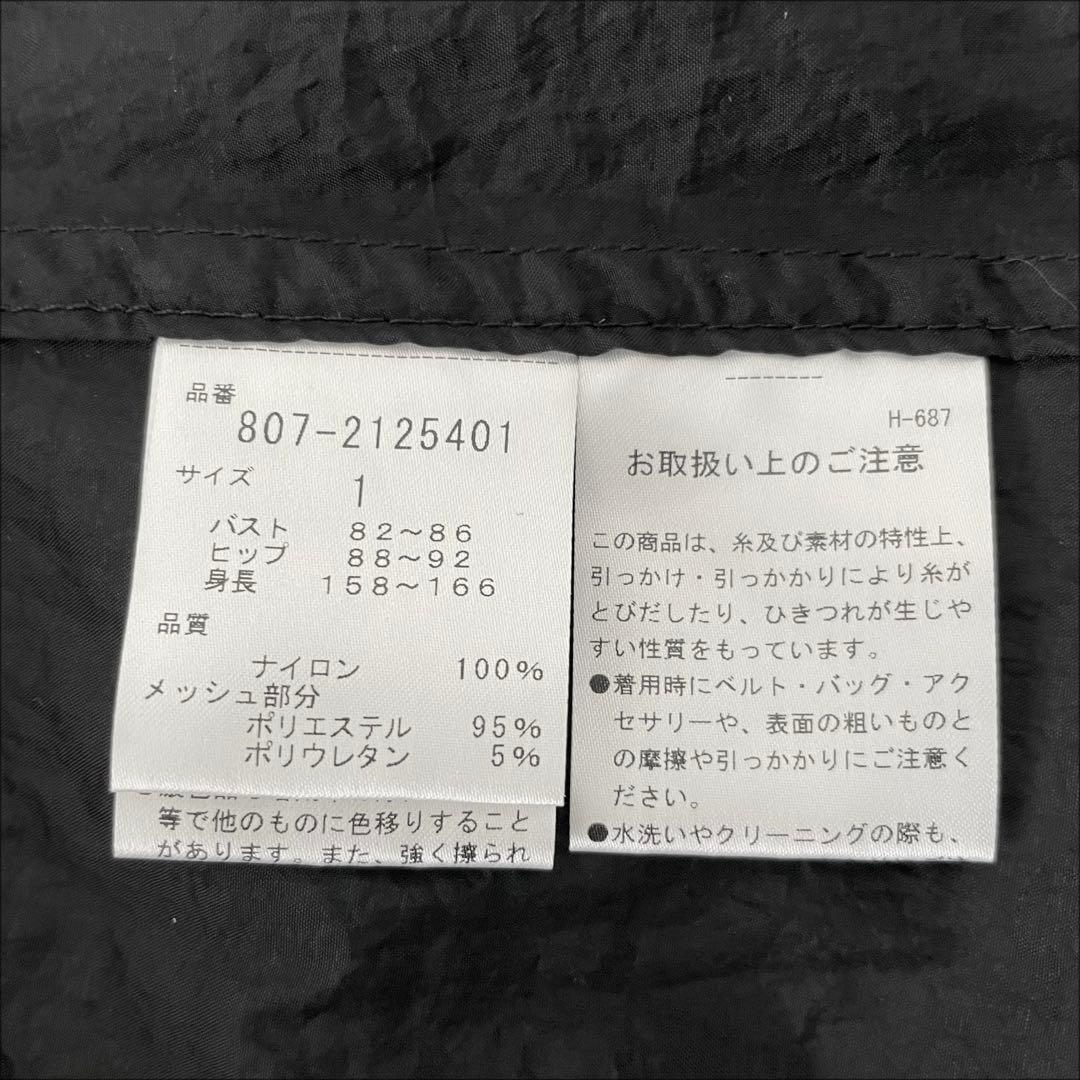 品番
807-2125401
サイズ
1
バスト 82~86
ヒップ 88~92
身長 158~166
品質
ナイロン 100%
メッシュ部分
ポリエステル 95%
ポリウレタン 5%
等で他のものに色移りすること
があります。また、強く擦られ
H-687
お取扱い上のご注意
この商品は、糸及び素材の特性上、
引っかけ・引っかかりにより糸が
とびだしたり、ひきつれが生じや
すい性質をもっています。
●着用時にベルト・バッグ・アク
セサリーや、表面の粗いものと
の摩擦や引っかかりにご注意く
ださい。
●水洗いやクリーニングの際も、